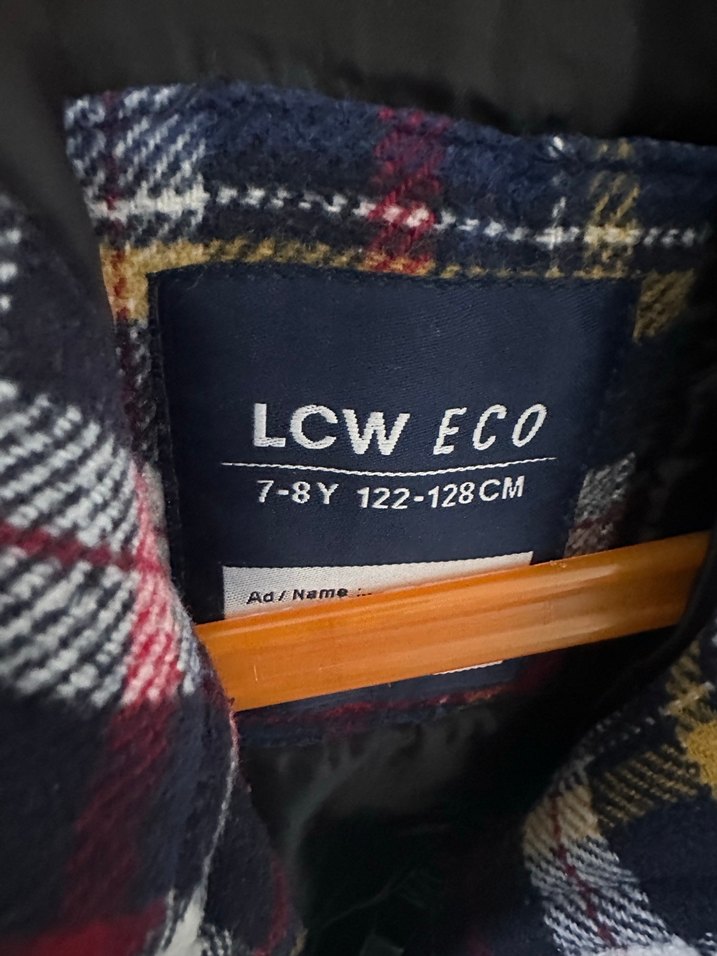 LCW ECO
7-8Y 122-128CM
Ad / Name :